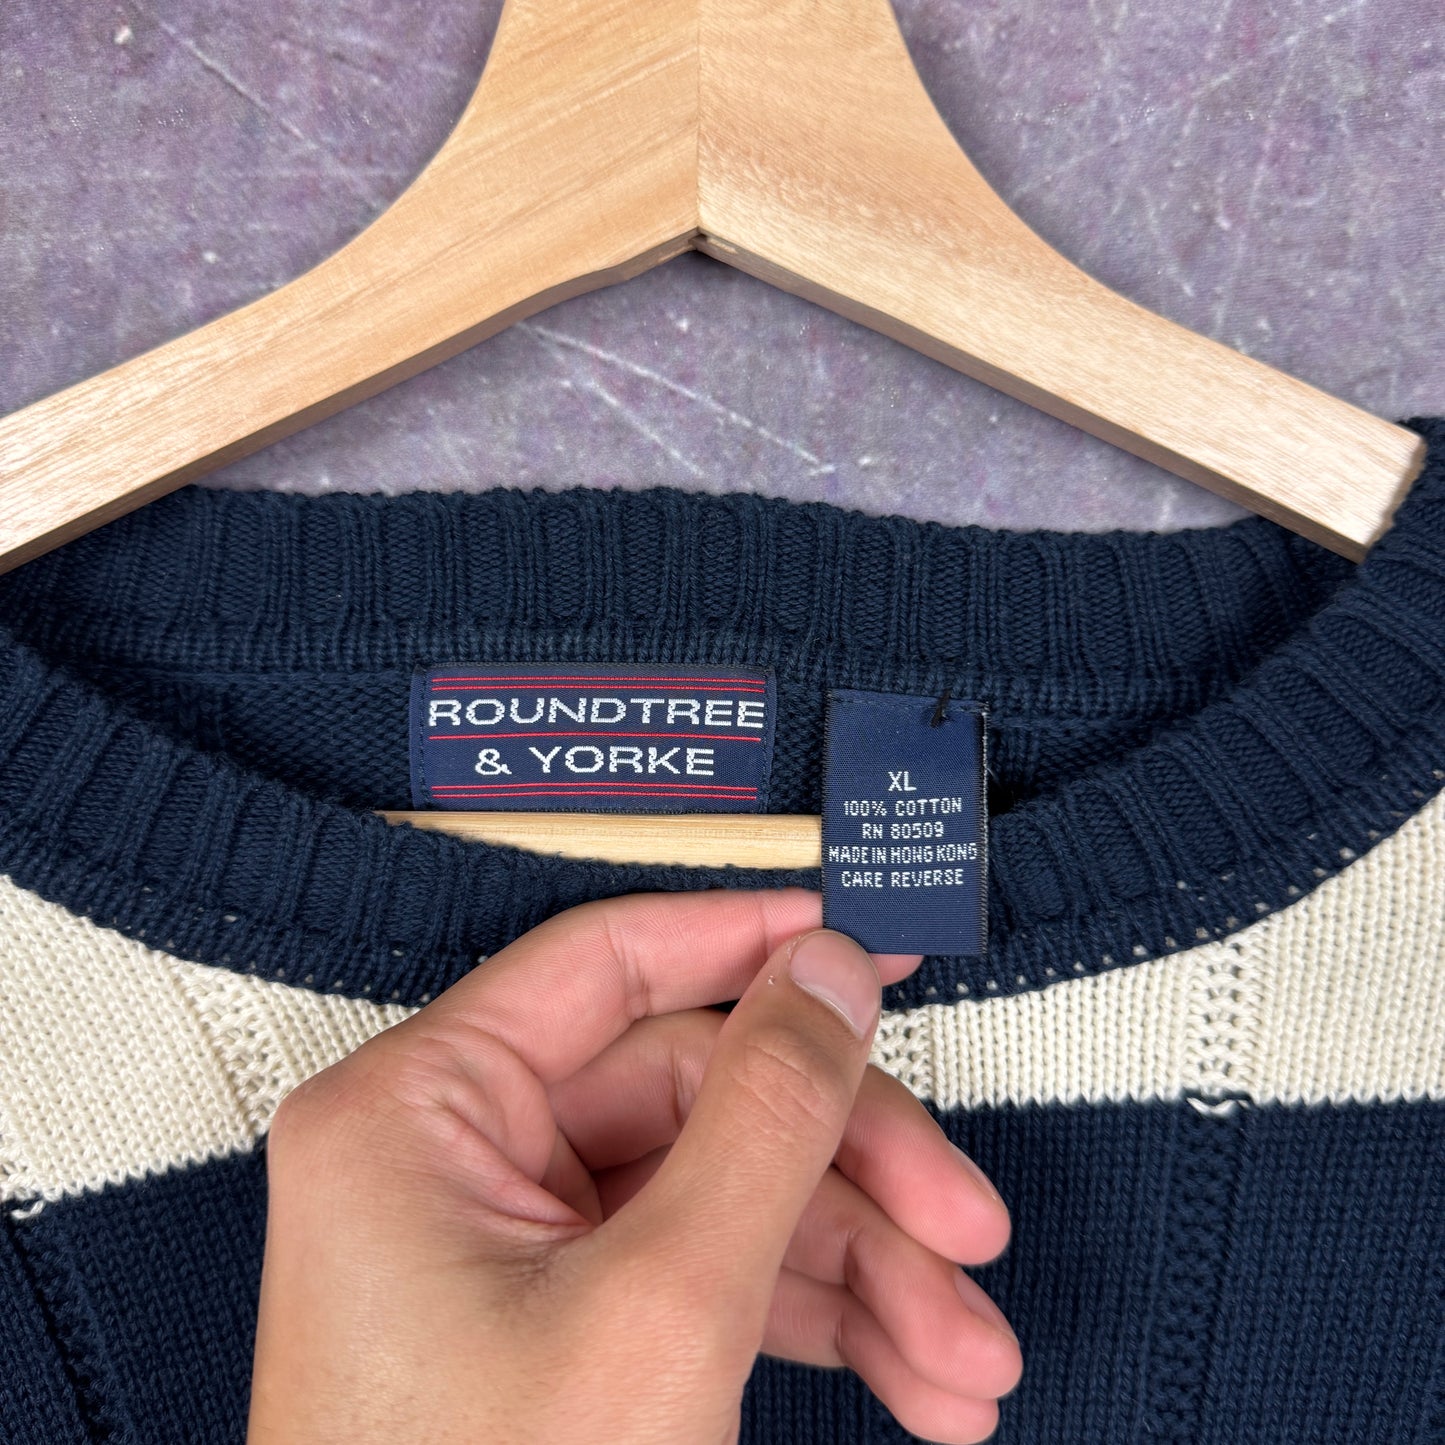 ROUNDTREE
& YORKE
XL
100% COTTON
RN 80509
MADE IN HONG KONG
CARE REVERSE